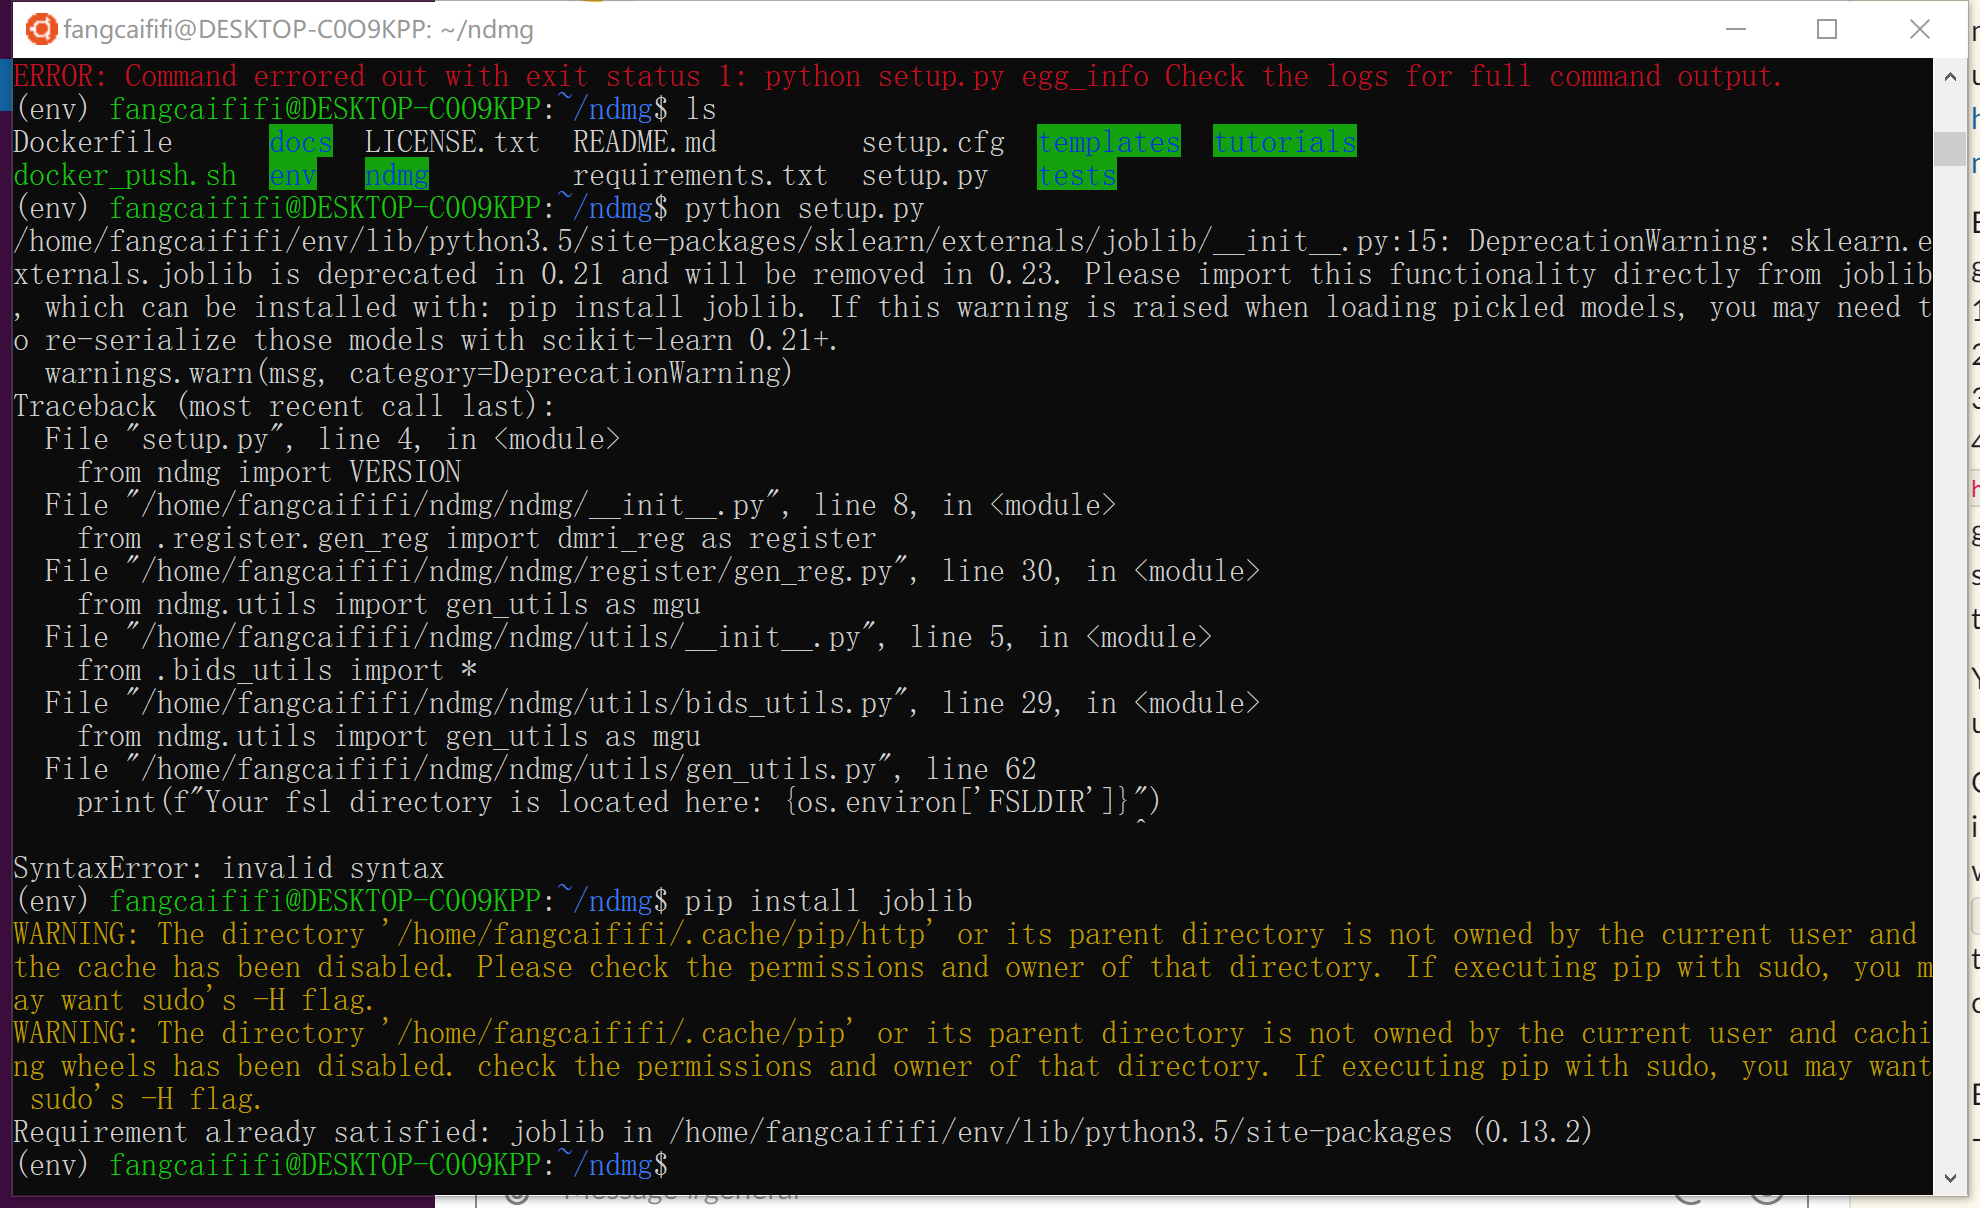 fangcaififi@DESKTOP-C0O9KPP: ~/ndmg
ERROR: Command errored out with exit status 1: python setup.py egg_info Check the logs for full command output.
(env) fangcaififi@DESKTOP-C0O9KPP:~/ndmg$ ls
Dockerfile docs LICENSE.txt README.md setup.cfg templates tutorials
docker_push.sh env ndmg requirements.txt setup.py tests
(env) fangcaififi@DESKTOP-C0O9KPP:~/ndmg$ python setup.py
/home/fangcaififi/env/lib/python3.5/site-packages/sklearn/externals/joblib/__init__.py:15: DeprecationWarning: sklearn.e
xternals.joblib is deprecated in 0.21 and will be removed in 0.23. Please import this functionality directly from joblib
, which can be installed with: pip install joblib. If this warning is raised when loading pickled models, you may need t
o re-serialize those models with scikit-learn 0.21+.
  warnings.warn(msg, category=DeprecationWarning)
Traceback (most recent call last):
  File "setup.py", line 4, in <module>
    from ndmg import VERSION
  File "/home/fangcaififi/ndmg/ndmg/__init__.py", line 8, in <module>
    from .register.gen_reg import dmri_reg as register
  File "/home/fangcaififi/ndmg/ndmg/register/gen_reg.py", line 30, in <module>
    from ndmg.utils import gen_utils as mgu
  File "/home/fangcaififi/ndmg/ndmg/utils/__init__.py", line 5, in <module>
    from .bids_utils import *
  File "/home/fangcaififi/ndmg/ndmg/utils/bids_utils.py", line 29, in <module>
    from ndmg.utils import gen_utils as mgu
  File "/home/fangcaififi/ndmg/ndmg/utils/gen_utils.py", line 62
    print(f"Your fsl directory is located here: {os.environ['FSLDIR']}")
^
SyntaxError: invalid syntax
(env) fangcaififi@DESKTOP-C0O9KPP:~/ndmg$ pip install joblib
WARNING: The directory '/home/fangcaififi/.cache/pip/http' or its parent directory is not owned by the current user and
the cache has been disabled. Please check the permissions and owner of that directory. If executing pip with sudo, you m
ay want sudo's -H flag.
WARNING: The directory '/home/fangcaififi/.cache/pip' or its parent directory is not owned by the current user and cachi
ng wheels has been disabled. check the permissions and owner of that directory. If executing pip with sudo, you may want
 sudo's -H flag.
Requirement already satisfied: joblib in /home/fangcaififi/env/lib/python3.5/site-packages (0.13.2)
(env) fangcaififi@DESKTOP-C0O9KPP:~/ndmg$
Message #general